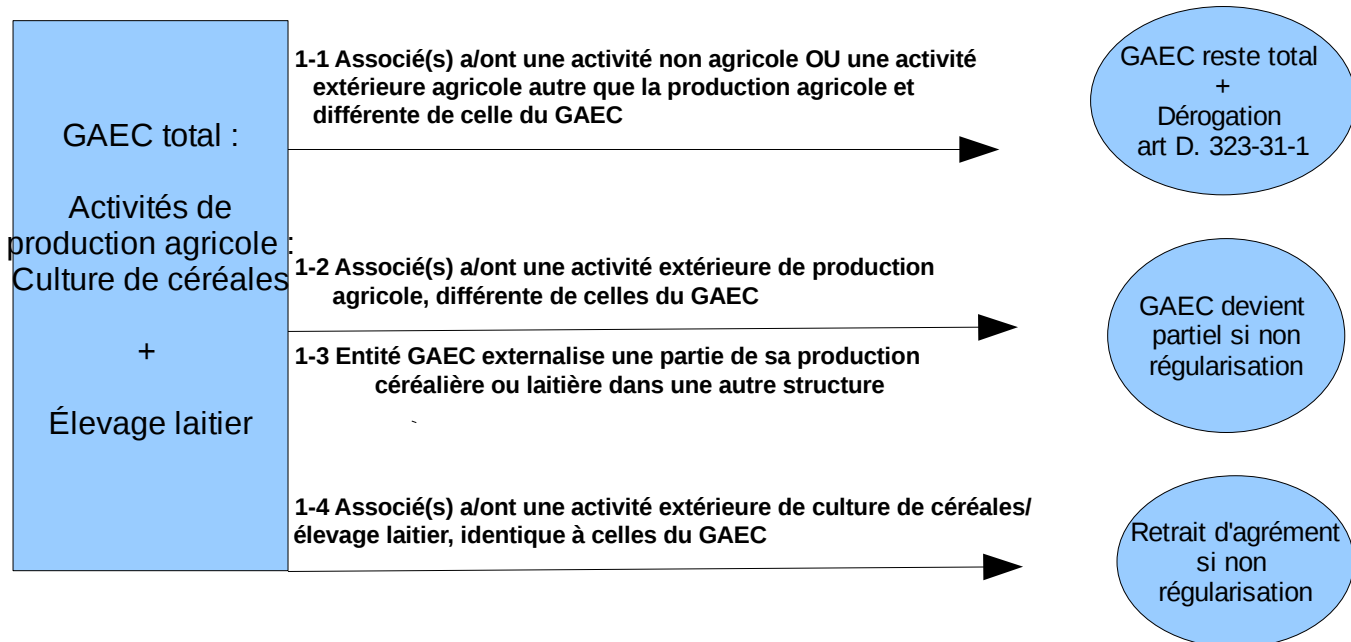 GAEC total :
Activités de
production agricole :
Culture de céréales
+
Élevage laitier
1-1 Associé(s) a/ont une activité non agricole OU une activité
extérieure agricole autre que la production agricole et
différente de celle du GAEC
GAEC reste total
+
Dérogation
art D. 323-31-1
1-2 Associé(s) a/ont une activité extérieure de production
agricole, différente de celles du GAEC
1-3 Entité GAEC externalise une partie de sa production
céréalière ou laitière dans une autre structure
`
GAEC devient
partiel si non
régularisation
1-4 Associé(s) a/ont une activité extérieure de culture de céréales/
élevage laitier, identique à celles du GAEC
Retrait d'agrément
si non
régularisation